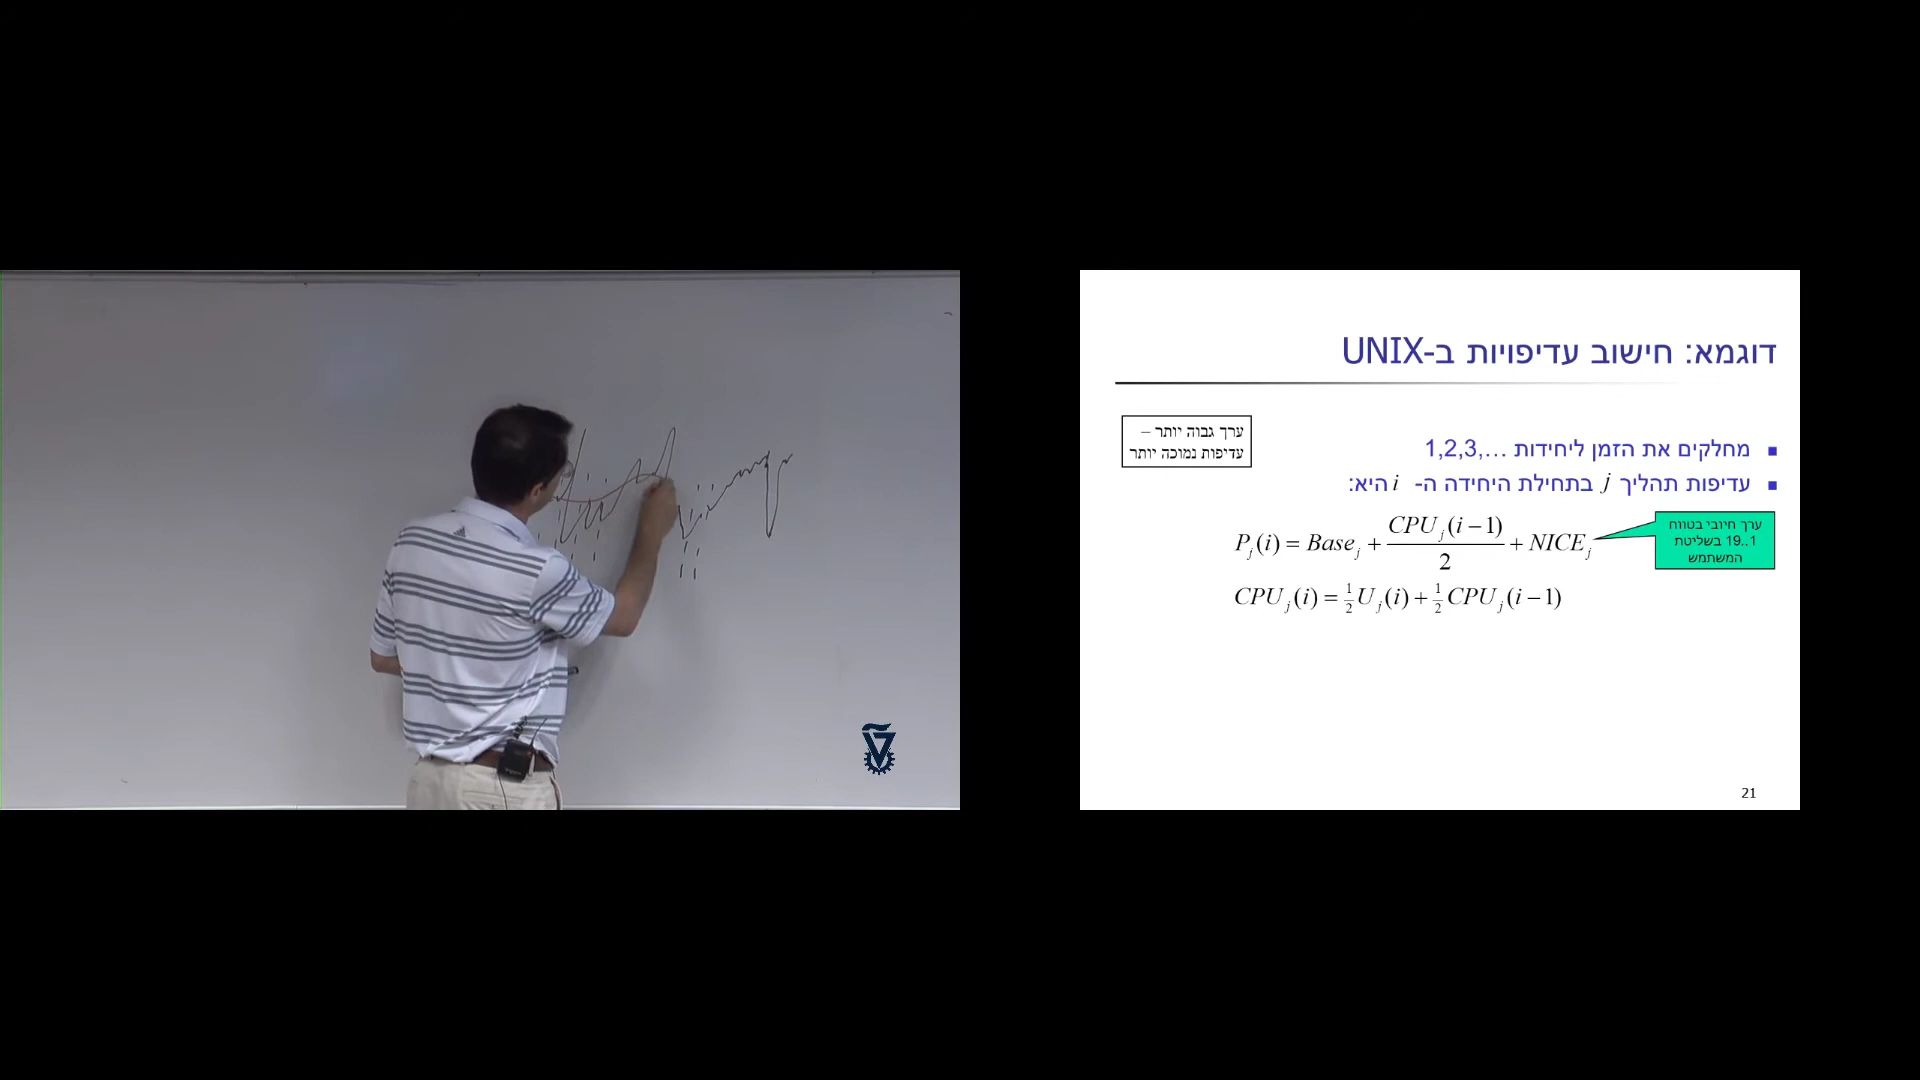 דוגמא: חישוב עדיפויות ב-UNIX
ערך גבוה יותר –
עדיפות נמוכה יותר
מחלקים את הזמן ליחידות 1,2,3,…
עדיפות תהליך j בתחילת היחידה ה- i היא:
P_j(i) = Base_j + CPU_j(i−1)/2 + NICE_j
ערך חיובי בטווח
1..19 בשליטת
המשתמש
CPU_j(i) = ½U_j(i) + ½CPU_j(i−1)
21